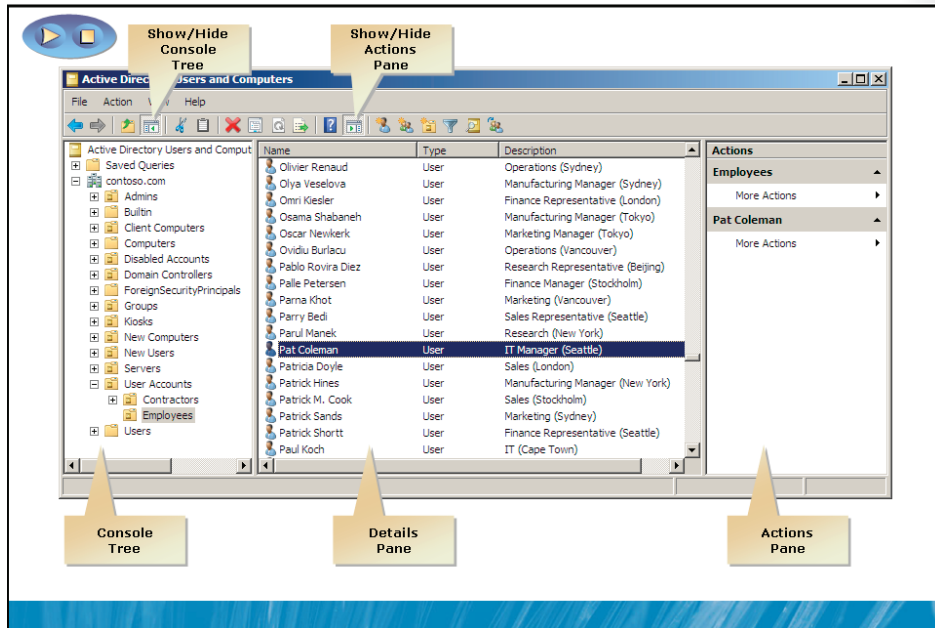 Show/Hide
Console
Tree
Show/Hide
Actions
Pane
Active Directory Users and Computers
File Action View Help
Active Directory Users and Comput
Saved Queries
contoso.com
Admins
Builtin
Client Computers
Computers
Disabled Accounts
Domain Controllers
ForeignSecurityPrincipals
Groups
Kiosks
New Computers
New Users
Servers
User Accounts
Contractors
Employees
Users
Name Type Description
Olivier Renaud User Operations (Sydney)
Olya Veselova User Manufacturing Manager (Sydney)
Omri Kiesler User Finance Representative (London)
Osama Shabaneh User Manufacturing Manager (Tokyo)
Oscar Newkerk User Marketing Manager (Tokyo)
Ovidiu Burlacu User Operations (Vancouver)
Pablo Rovira Diez User Research Representative (Beijing)
Palle Petersen User Finance Manager (Stockholm)
Parna Khot User Marketing (Vancouver)
Parry Bedi User Sales Representative (Seattle)
Parul Manek User Research (New York)
Pat Coleman User IT Manager (Seattle)
Patricia Doyle User Sales (London)
Patrick Hines User Manufacturing Manager (New York)
Patrick M. Cook User Sales (Stockholm)
Patrick Sands User Marketing (Sydney)
Patrick Shortt User Finance Representative (Seattle)
Paul Koch User IT (Cape Town)
Actions
Employees
More Actions
Pat Coleman
More Actions
Console
Tree
Details
Pane
Actions
Pane